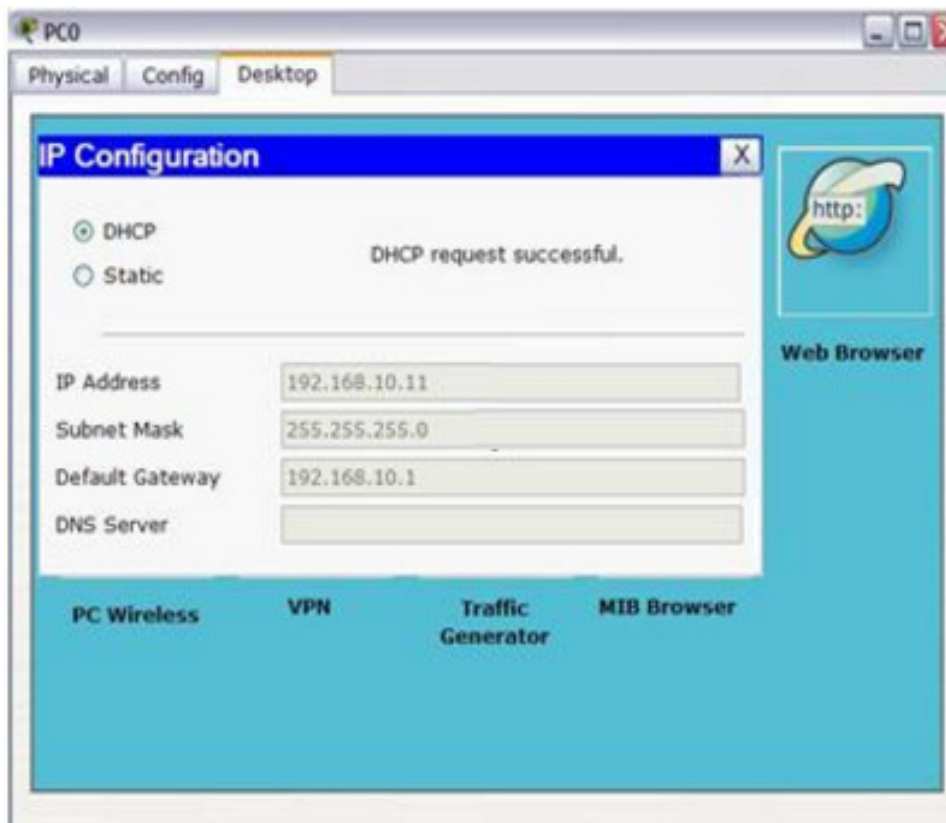 PC0
Physical Config Desktop
IP Configuration
X
DHCP
DHCP request successful.
Static
http:
Web Browser
IP Address 192.168.10.11
Subnet Mask 255.255.255.0
Default Gateway 192.168.10.1
DNS Server
PC Wireless VPN Traffic Generator MIB Browser